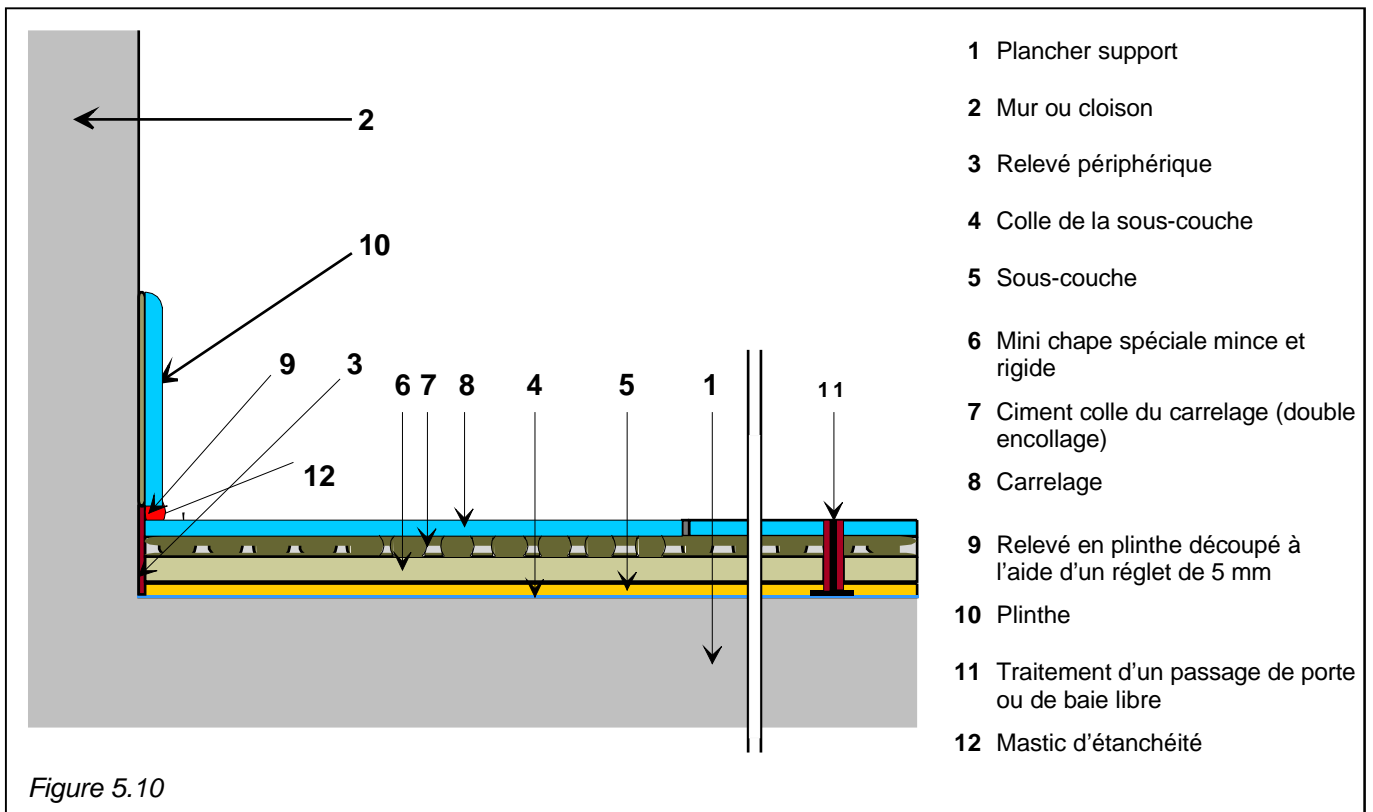 2
10
9 3 6 7 8 4 5 1 11
12
1 Plancher support
2 Mur ou cloison
3 Relevé périphérique
4 Colle de la sous-couche
5 Sous-couche
6 Mini chape spéciale mince et
rigide
7 Ciment colle du carrelage (double
encollage)
8 Carrelage
9 Relevé en plinthe découpé à
l’aide d’un réglet de 5 mm
10 Plinthe
11 Traitement d’un passage de porte
ou de baie libre
12 Mastic d’étanchéité
Figure 5.10